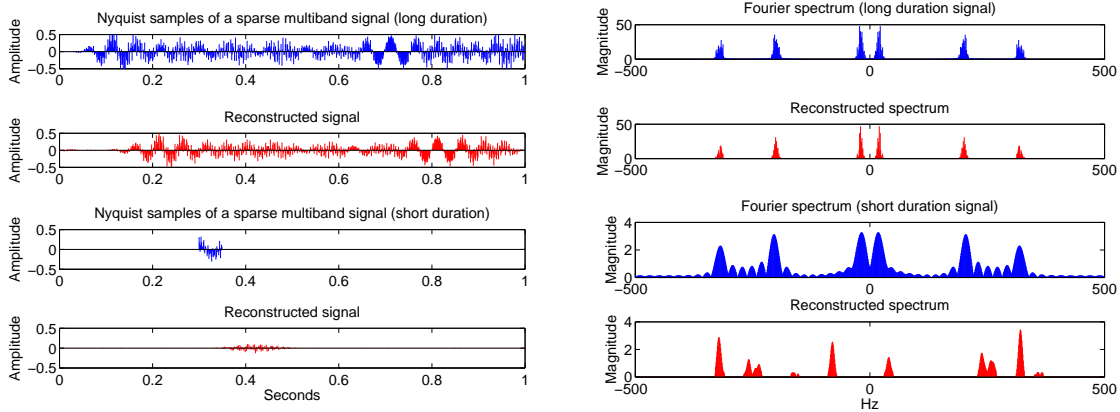 Nyquist samples of a sparse multiband signal (long duration)
Amplitude
0.5
0
−0.5
0 0.2 0.4 0.6 0.8 1
Reconstructed signal
Amplitude
0.5
0
−0.5
0 0.2 0.4 0.6 0.8 1
Nyquist samples of a sparse multiband signal (short duration)
Amplitude
0.5
0
−0.5
0 0.2 0.4 0.6 0.8 1
Reconstructed signal
Amplitude
0.5
0
−0.5
0 0.2 0.4 0.6 0.8 1
Seconds
Fourier spectrum (long duration signal)
Magnitude
50
0
−500 0 500
Reconstructed spectrum
Magnitude
50
0
−500 0 500
Fourier spectrum (short duration signal)
Magnitude
4
2
0
−500 0 500
Reconstructed spectrum
Magnitude
4
2
0
−500 0 500
Hz